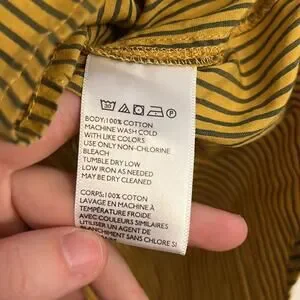 BODY:100% COTTON
MACHINE WASH COLD
WITH LIKE COLORS
USE ONLY NON-CHLORINE
BLEACH
TUMBLE DRY LOW
LOW IRON AS NEEDED
MAY BE DRY CLEANED
CORPS:100% COTON
LAVAGE EN MACHINE À
TEMPÉRATURE FROIDE
AVEC COULEURS SIMILAIRES
UTILISER UN AGENT DE
BLANCHIMENT SANS CHLORE SI